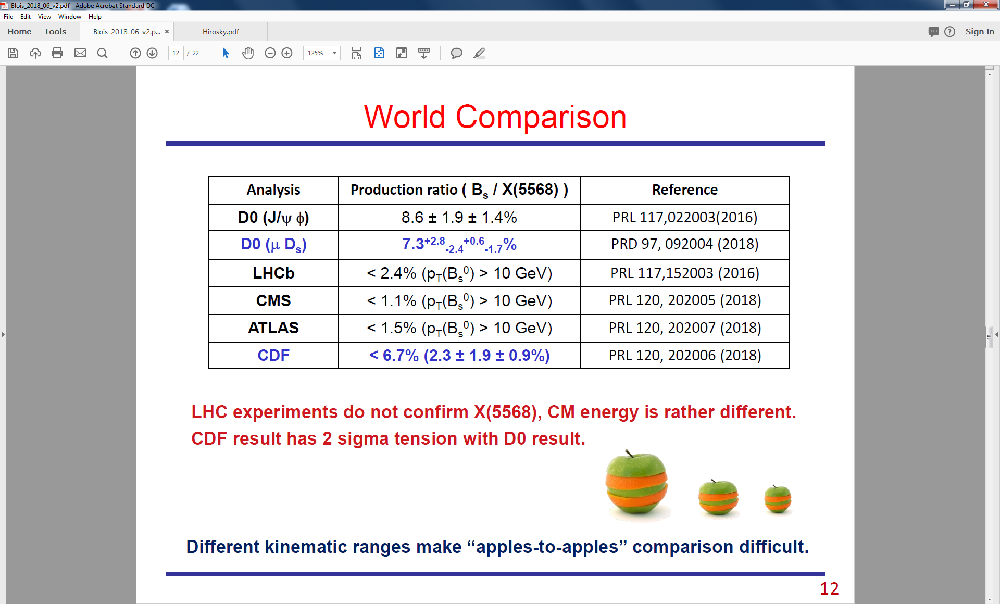 Blois_2018_06_v2.pdf - Adobe Acrobat Standard DC
File Edit View Window Help
Home Tools Blois_2018_06_v2.p... × Hirosky.pdf Sign In
12 / 22 125%
World Comparison
Analysis Production ratio ( Bs / X(5568) ) Reference
D0 (J/ψ ϕ) 8.6 ± 1.9 ± 1.4% PRL 117,022003(2016)
D0 (μ Ds) 7.3+2.8-2.4+0.6-1.7% PRD 97, 092004 (2018)
LHCb < 2.4% (pT(Bs0) > 10 GeV) PRL 117,152003 (2016)
CMS < 1.1% (pT(Bs0) > 10 GeV) PRL 120, 202005 (2018)
ATLAS < 1.5% (pT(Bs0) > 10 GeV) PRL 120, 202007 (2018)
CDF < 6.7% (2.3 ± 1.9 ± 0.9%) PRL 120, 202006 (2018)
LHC experiments do not confirm X(5568), CM energy is rather different.
CDF result has 2 sigma tension with D0 result.
Different kinematic ranges make “apples-to-apples” comparison difficult.
12